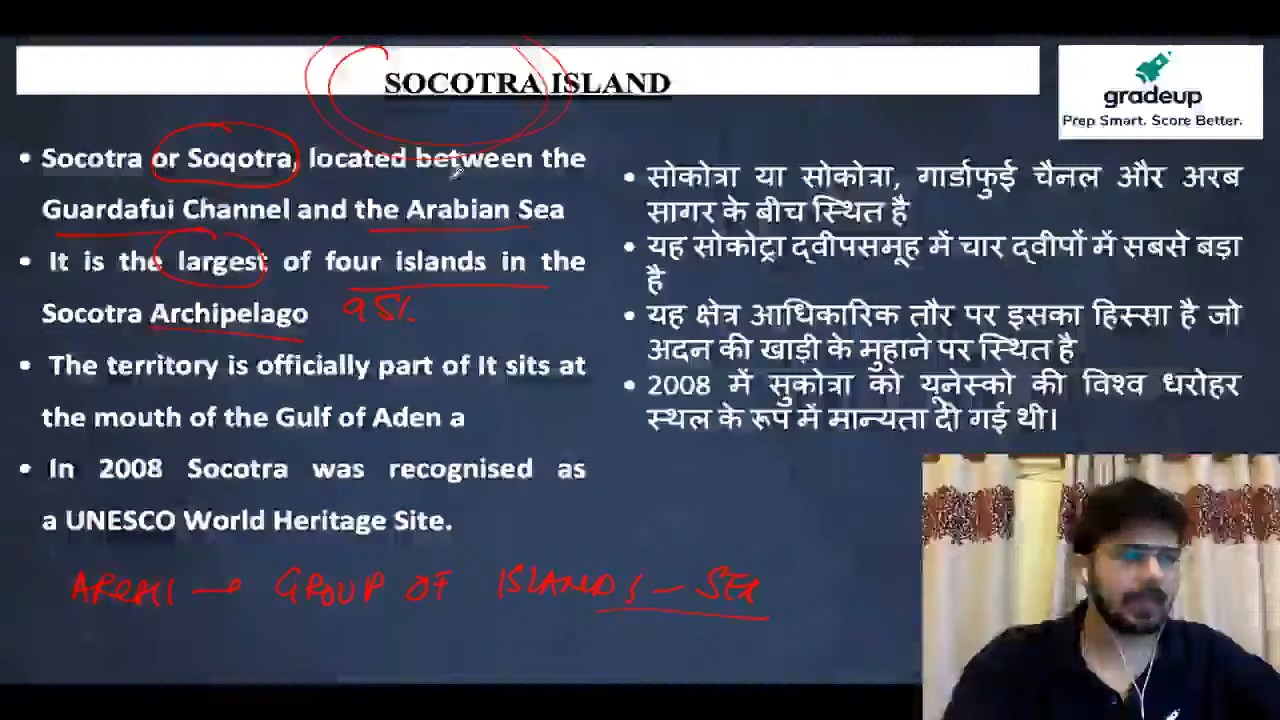 SOCOTRA ISLAND
gradeup
Prep Smart. Score Better.
• Socotra or Soqotra, located between the
Guardafui Channel and the Arabian Sea
• It is the largest of four islands in the
Socotra Archipelago 95%
• The territory is officially part of It sits at
the mouth of the Gulf of Aden a
• In 2008 Socotra was recognised as
a UNESCO World Heritage Site.
• सोकोत्रा या सोकोत्रा, गार्डाफुई चैनल और अरब
सागर के बीच स्थित है
• यह सोकोट्रा द्वीपसमूह में चार द्वीपों में सबसे बड़ा
है
• यह क्षेत्र आधिकारिक तौर पर इसका हिस्सा है जो
अदन की खाड़ी के मुहाने पर स्थित है
• 2008 में सुकोत्रा को यूनेस्को की विश्व धरोहर
स्थल के रूप में मान्यता दी गई थी।
ARCHI → GROUP OF ISLANDS - SEA